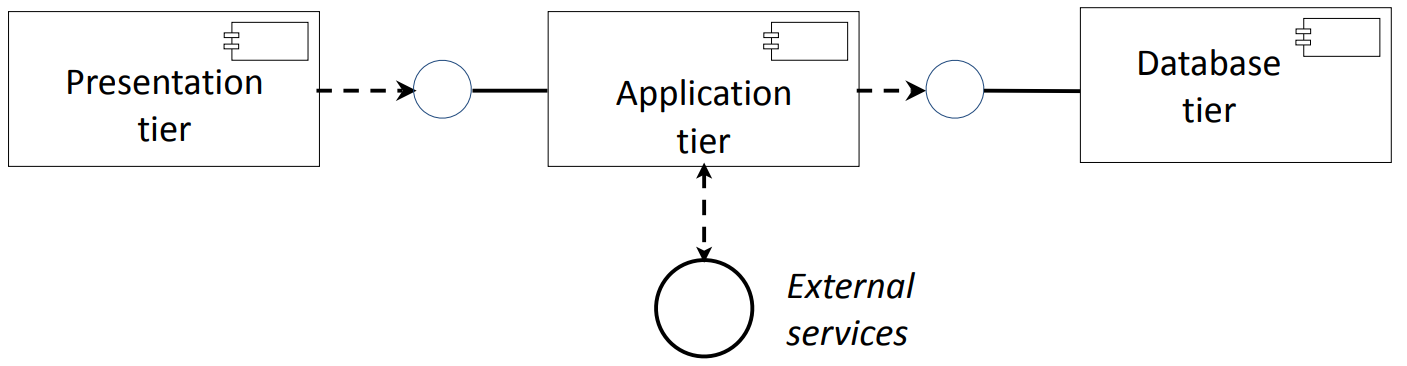 Presentation
tier
Application
tier
Database
tier
External
services